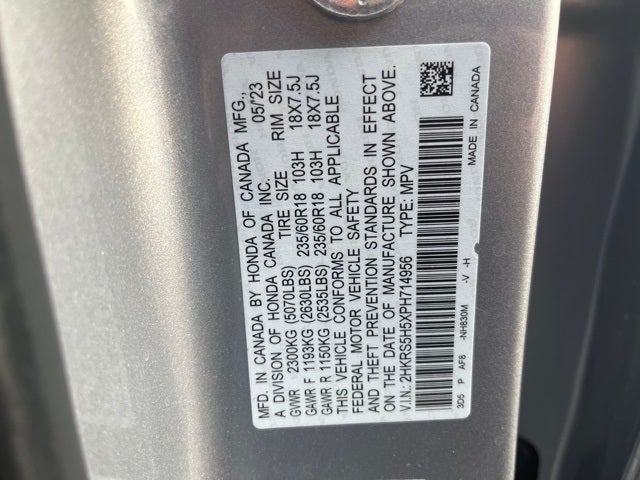 MFD. IN CANADA BY HONDA OF CANADA MFG.,
A DIVISION OF HONDA CANADA INC. 05/'23
TIRE SIZE RIM SIZE
GVWR 2300KG (5070LBS)
GAWR F 1193KG (2630LBS) 235/60R18 103H 18X7.5J
GAWR R 1150KG (2535LBS) 235/60R18 103H 18X7.5J
THIS VEHICLE CONFORMS TO ALL APPLICABLE
FEDERAL MOTOR VEHICLE SAFETY
AND THEFT PREVENTION STANDARDS IN EFFECT
ON THE DATE OF MANUFACTURE SHOWN ABOVE.
V.I.N.: 2HKRS5H5XPH714956 TYPE: MPV
3D5 P AF8 -NH830M -V -H MADE IN CANADA